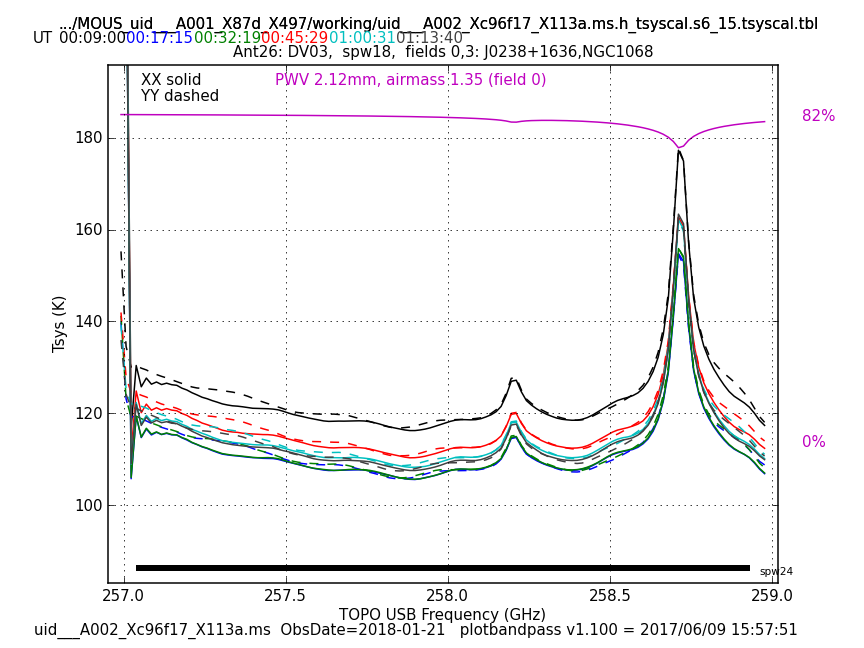 .../MOUS_uid___A001_X87d_X497/working/uid___A002_Xc96f17_X113a.ms.h_tsyscal.s6_15.tsyscal.tbl
UT 00:09:00 00:17:15 00:32:19 00:45:29 01:00:31 01:13:40
Ant26: DV03, spw18, fields 0,3: J0238+1636,NGC1068
XX solid PWV 2.12mm, airmass 1.35 (field 0)
YY dashed
82%
180
160
Tsys (K)
140
120
0%
100
spw24
257.0 257.5 258.0 258.5 259.0
TOPO USB Frequency (GHz)
uid___A002_Xc96f17_X113a.ms ObsDate=2018-01-21 plotbandpass v1.100 = 2017/06/09 15:57:51